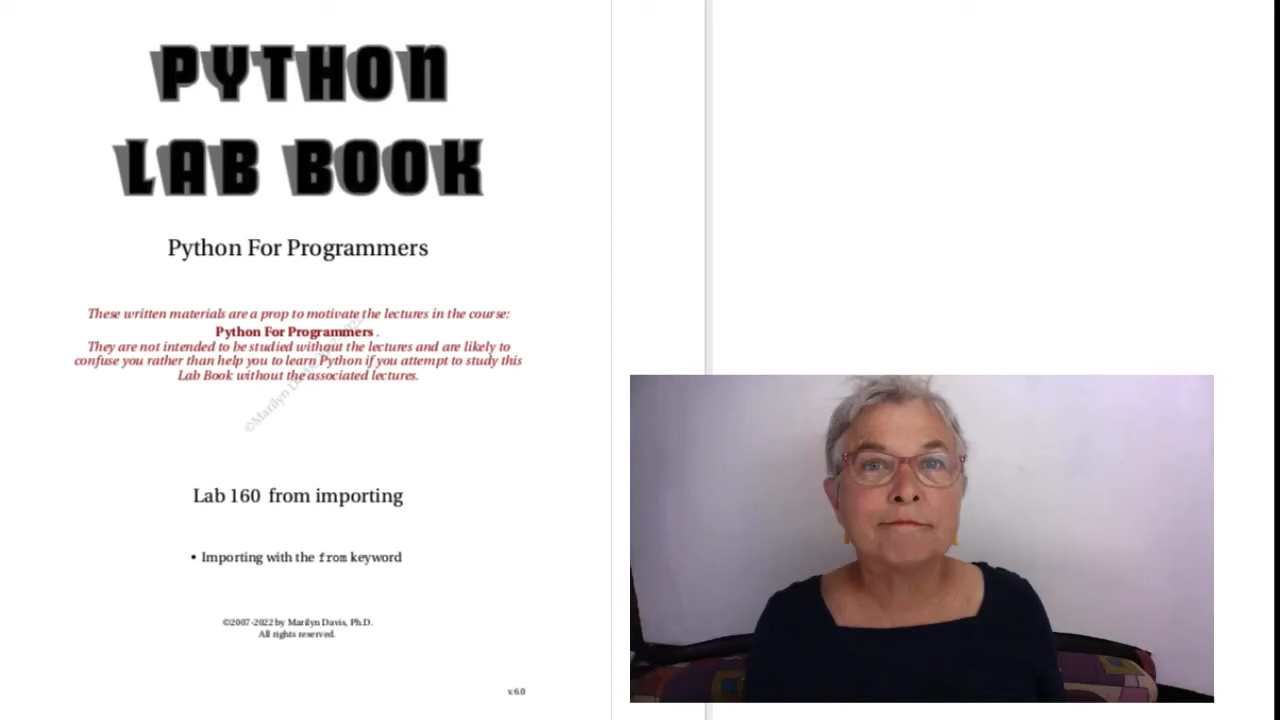 PYTHON
LAB BOOK
Python For Programmers
These written materials are a prop to motivate the lectures in the course:
Python For Programmers .
They are not intended to be studied without the lectures and are likely to
confuse you rather than help you to learn Python if you attempt to study this
Lab Book without the associated lectures.
©Marilyn
Lab 160 from importing
• Importing with the from keyword
©2007-2022 by Marilyn Davis, Ph.D.
All rights reserved.
v.6.0